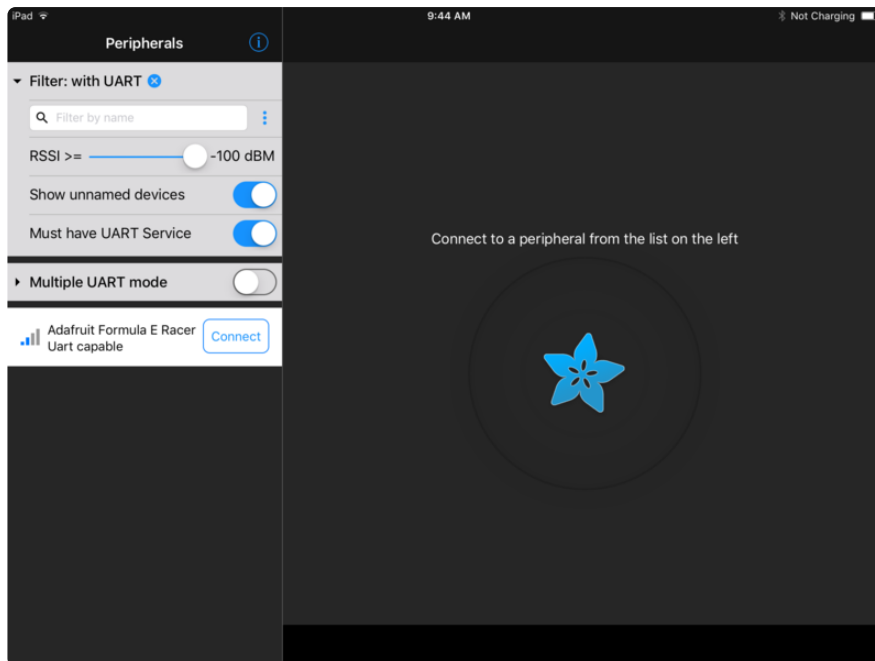 iPad
9:44 AM
Not Charging
Peripherals
Filter: with UART
Filter by name
RSSI >=
-100 dBM
Show unnamed devices
Must have UART Service
Multiple UART mode
Adafruit Formula E Racer
Uart capable
Connect
Connect to a peripheral from the list on the left